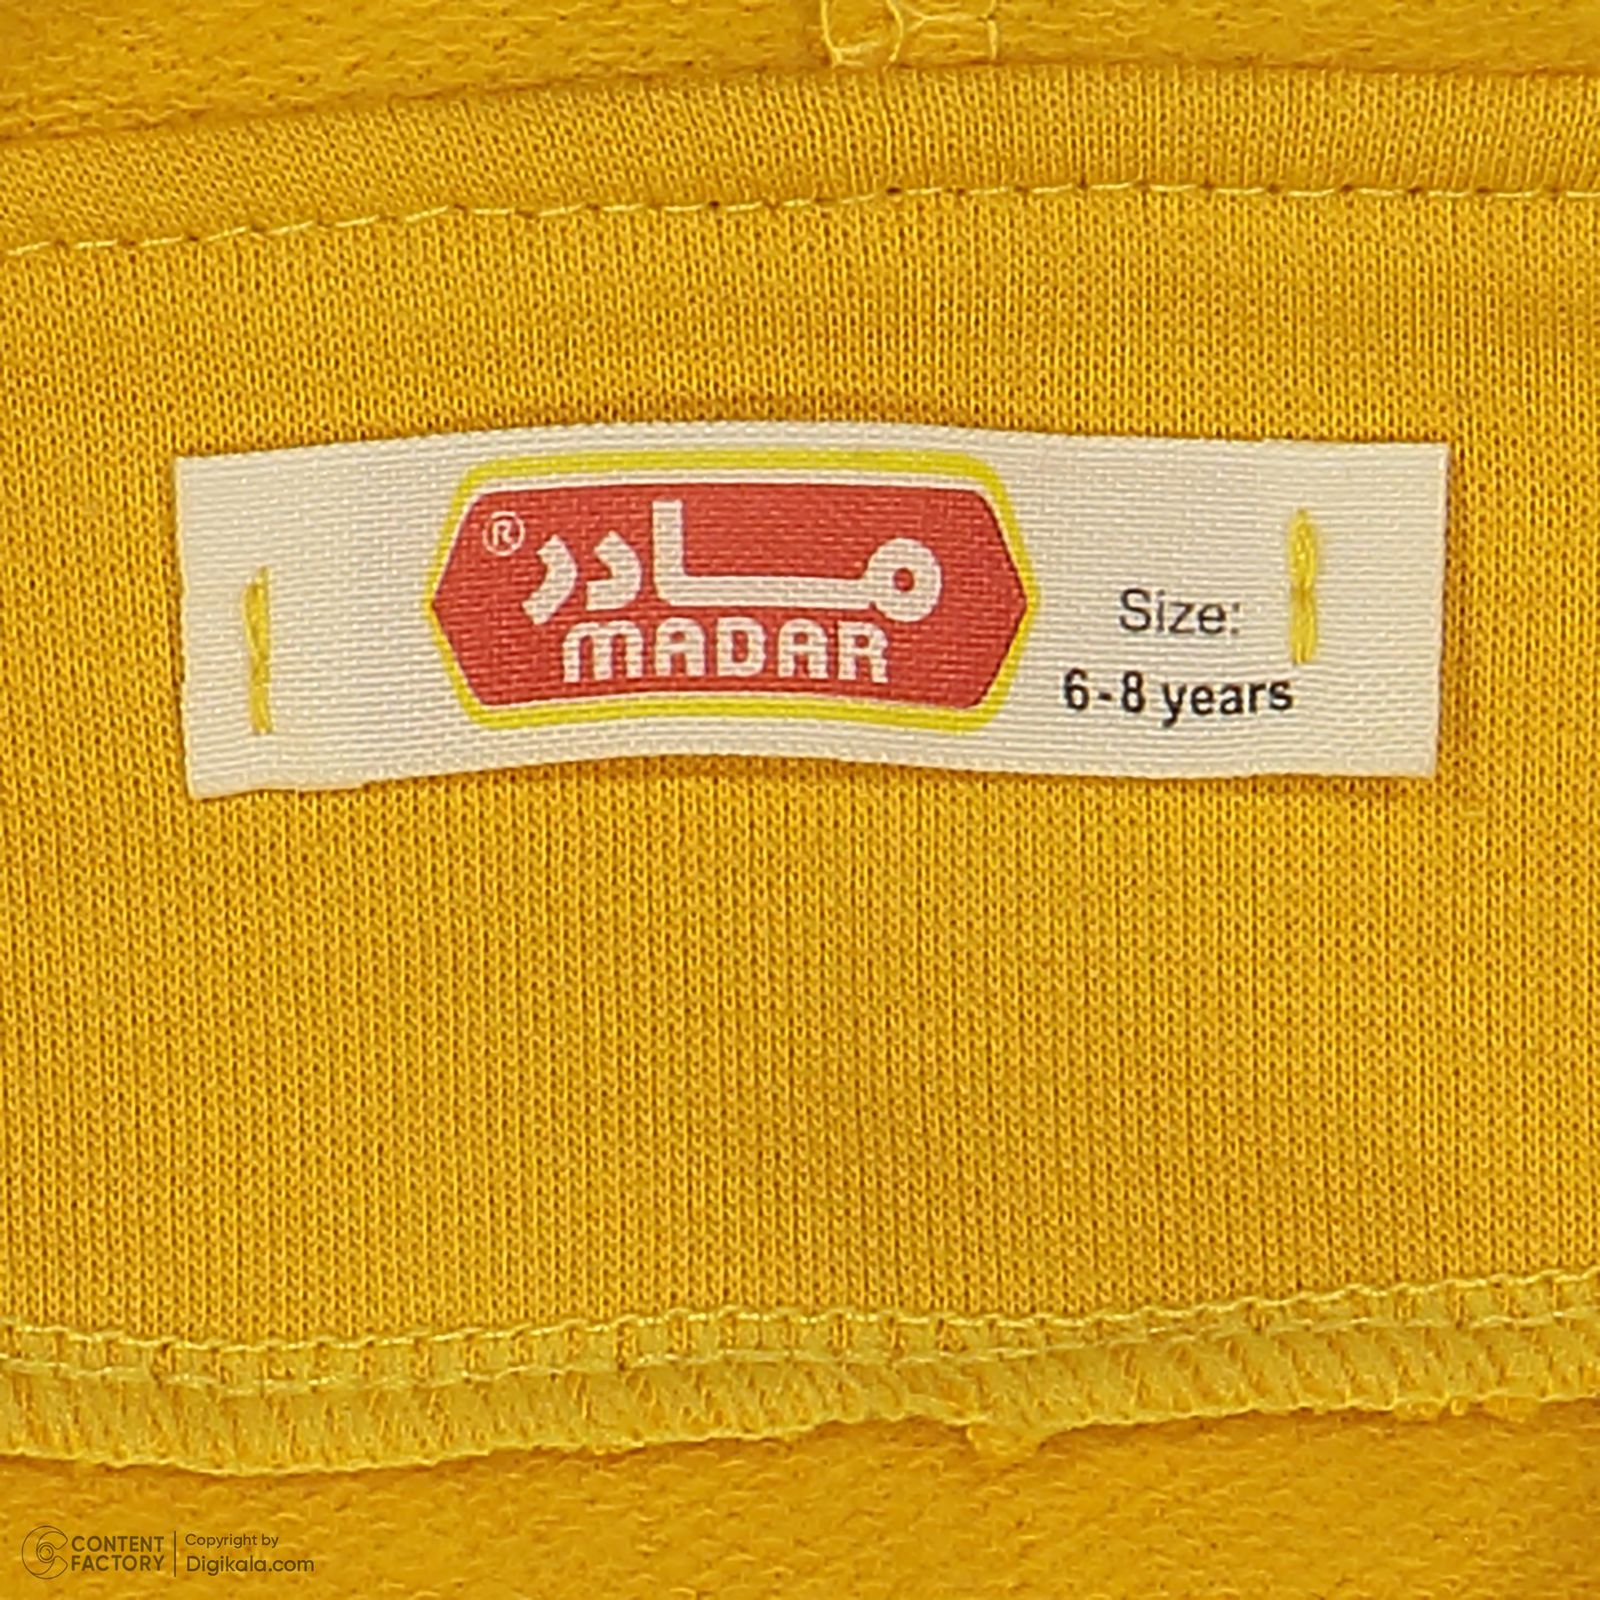 مادر ®
MADAR
Size:
6-8 years
CONTENT FACTORY
Copyright by
Digikala.com